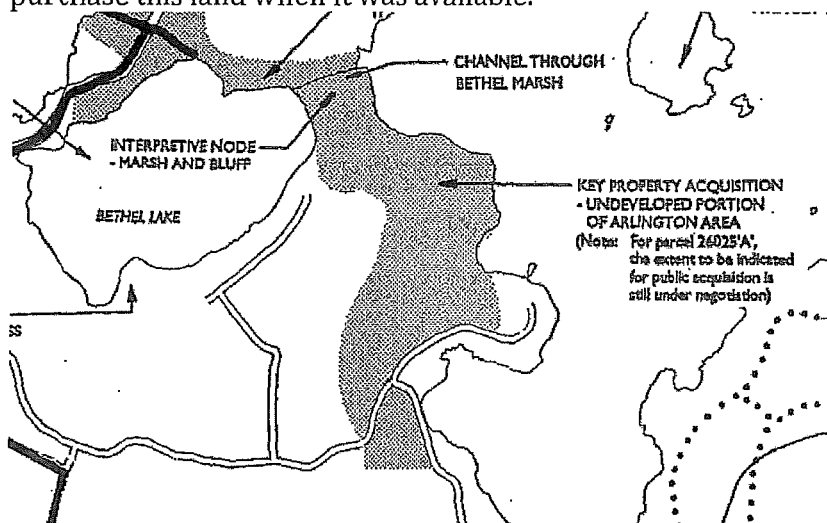 purchase this land when it was available.
CHANNEL THROUGH
BETHEL MARSH
INTERPRETIVE NODE
- MARSH AND BLUFF
BETHEL LAKE
KEY PROPERTY ACQUISITION
- UNDEVELOPED PORTION
OF ARLINGTON AREA
(Note: For parcel 26025'A',
the extent to be indicated
for public acquisition is
still under negotiation)
SS